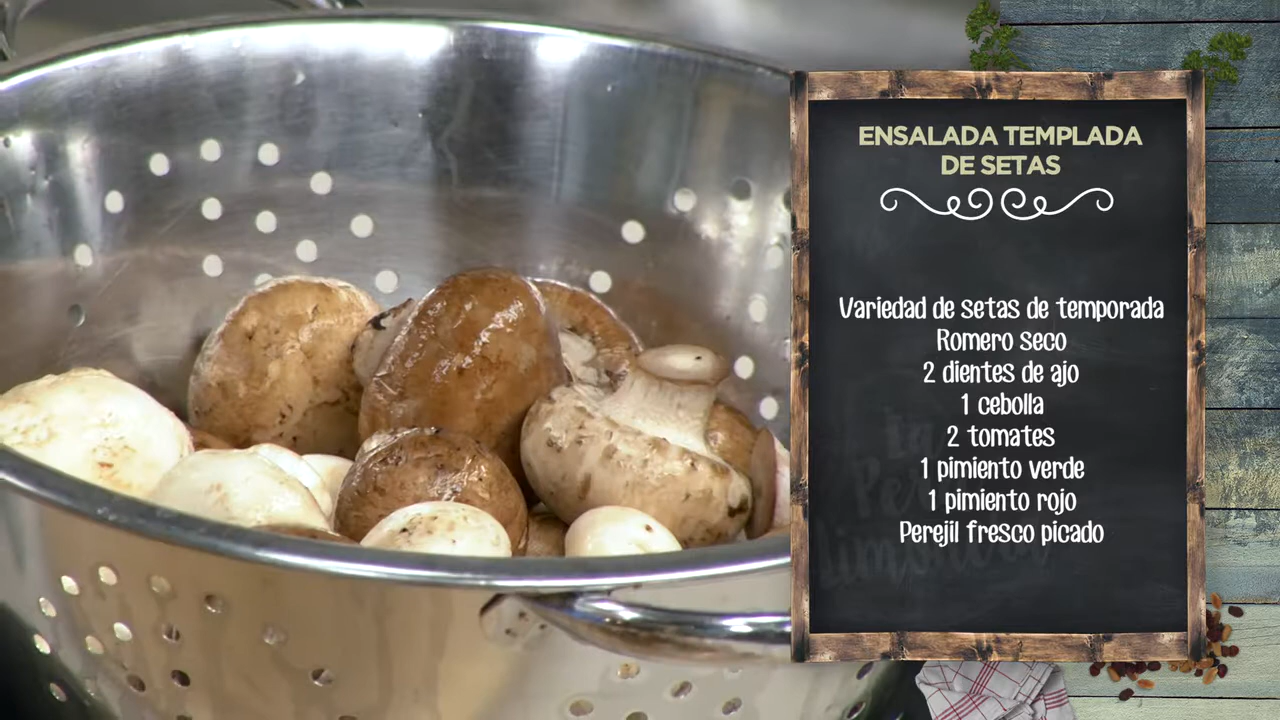 ENSALADA TEMPLADA
DE SETAS
Variedad de setas de temporada
Romero seco
2 dientes de ajo
1 cebolla
2 tomates
1 pimiento verde
1 pimiento rojo
Perejil fresco picado